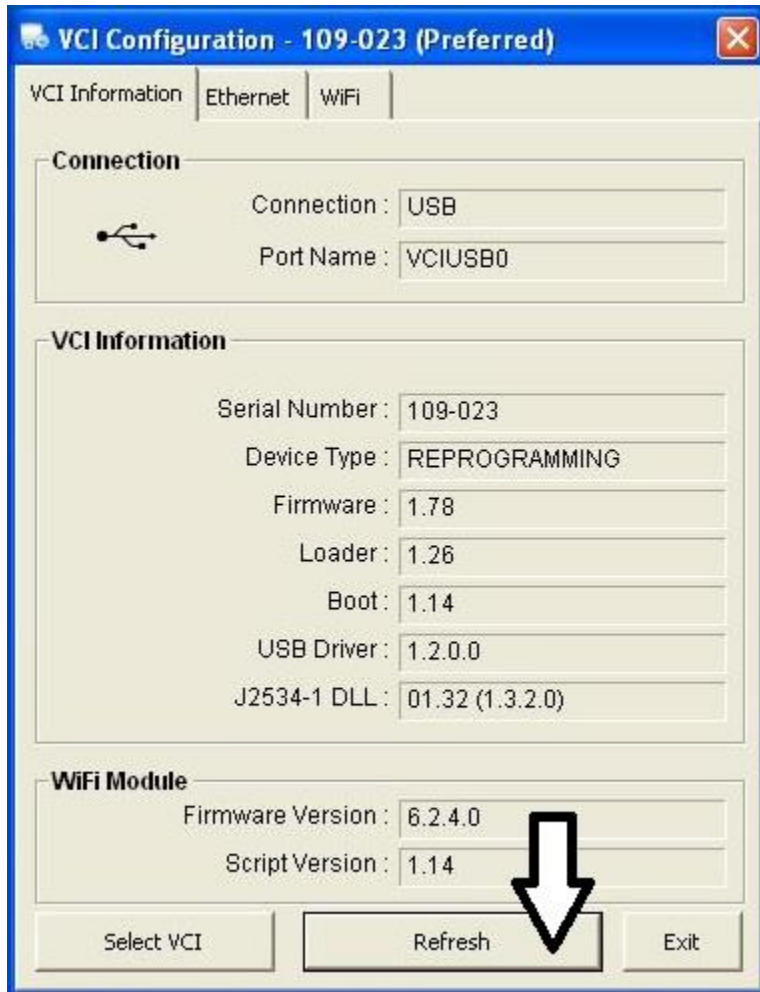 VCI Configuration - 109-023 (Preferred)
VCI Information Ethernet WiFi
Connection
Connection : USB
Port Name : VCIUSB0
VCI Information
Serial Number : 109-023
Device Type : REPROGRAMMING
Firmware : 1.78
Loader : 1.26
Boot : 1.14
USB Driver : 1.2.0.0
J2534-1 DLL : 01.32 (1.3.2.0)
WiFi Module
Firmware Version : 6.2.4.0
Script Version : 1.14
Select VCI Refresh Exit